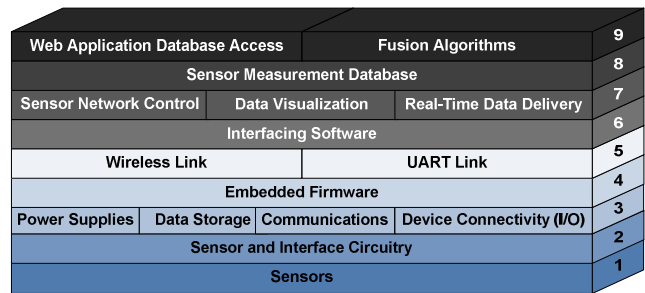 Web Application Database Access Fusion Algorithms 9
Sensor Measurement Database 8
Sensor Network Control Data Visualization Real-Time Data Delivery 7
Interfacing Software 6
Wireless Link UART Link 5
Embedded Firmware 4
Power Supplies Data Storage Communications Device Connectivity (I/O) 3
Sensor and Interface Circuitry 2
Sensors 1